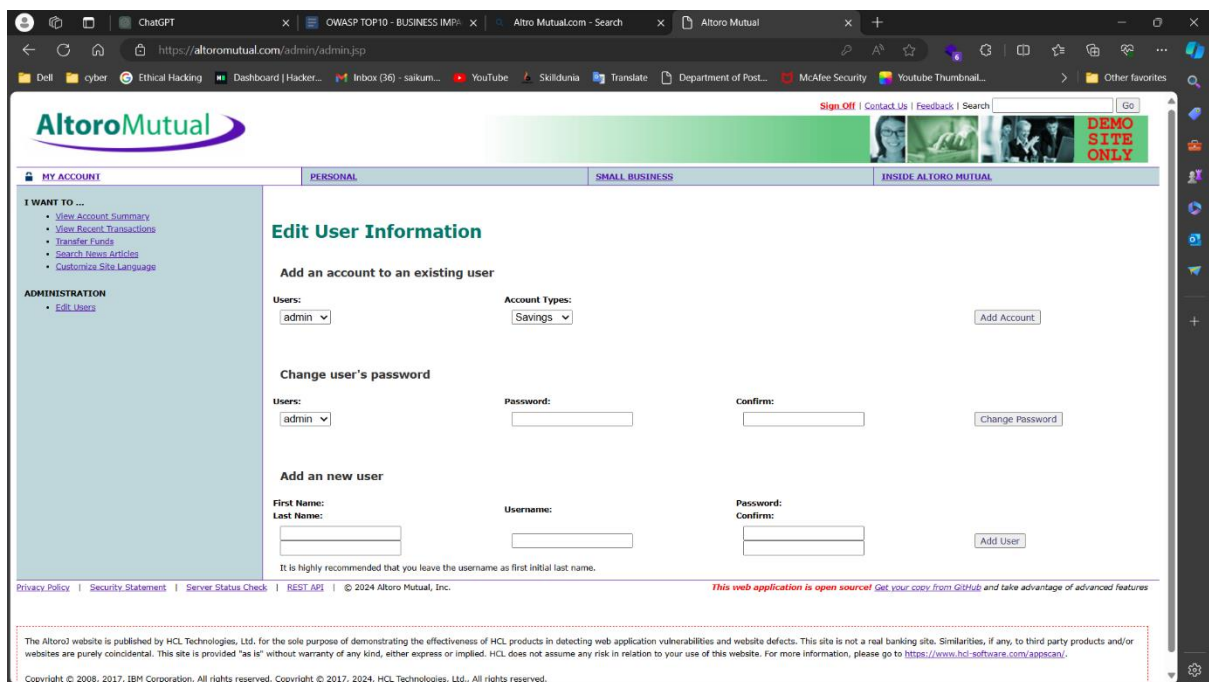 ChatGPT
OWASP TOP10 - BUSINESS IMPA
Altro Mutual.com - Search
Altoro Mutual
https://altoromutual.com/admin/admin.jsp
6
Dell
cyber
Ethical Hacking
Dashboard | Hacker...
Inbox (36) - saikum...
YouTube
Skilldunia
Translate
Department of Post...
McAfee Security
Youtube Thumbnail...
Other favorites
Sign Off | Contact Us | Feedback | Search
Go
AltoroMutual
DEMO
SITE
ONLY
MY ACCOUNT
PERSONAL
SMALL BUSINESS
INSIDE ALTORO MUTUAL
I WANT TO ...
View Account Summary
View Recent Transactions
Transfer Funds
Search News Articles
Customize Site Language
ADMINISTRATION
Edit Users
Edit User Information
Add an account to an existing user
Users:
Account Types:
admin
Savings
Add Account
Change user's password
Users:
Password:
Confirm:
admin
Change Password
Add an new user
First Name:
Last Name:
Username:
Password:
Confirm:
Add User
It is highly recommended that you leave the username as first initial last name.
Privacy Policy | Security Statement | Server Status Check | REST API | © 2024 Altoro Mutual, Inc.
This web application is open source! Get your copy from GitHub and take advantage of advanced features
The AltoroJ website is published by HCL Technologies, Ltd. for the sole purpose of demonstrating the effectiveness of HCL products in detecting web application vulnerabilities and website defects. This site is not a real banking site. Similarities, if any, to third party products and/or
websites are purely coincidental. This site is provided "as is" without warranty of any kind, either express or implied. HCL does not assume any risk in relation to your use of this website. For more information, please go to https://www.hcl-software.com/appscan/.
Copyright © 2008, 2017, IBM Corporation, All rights reserved. Copyright © 2017, 2024, HCL Technologies, Ltd., All rights reserved.